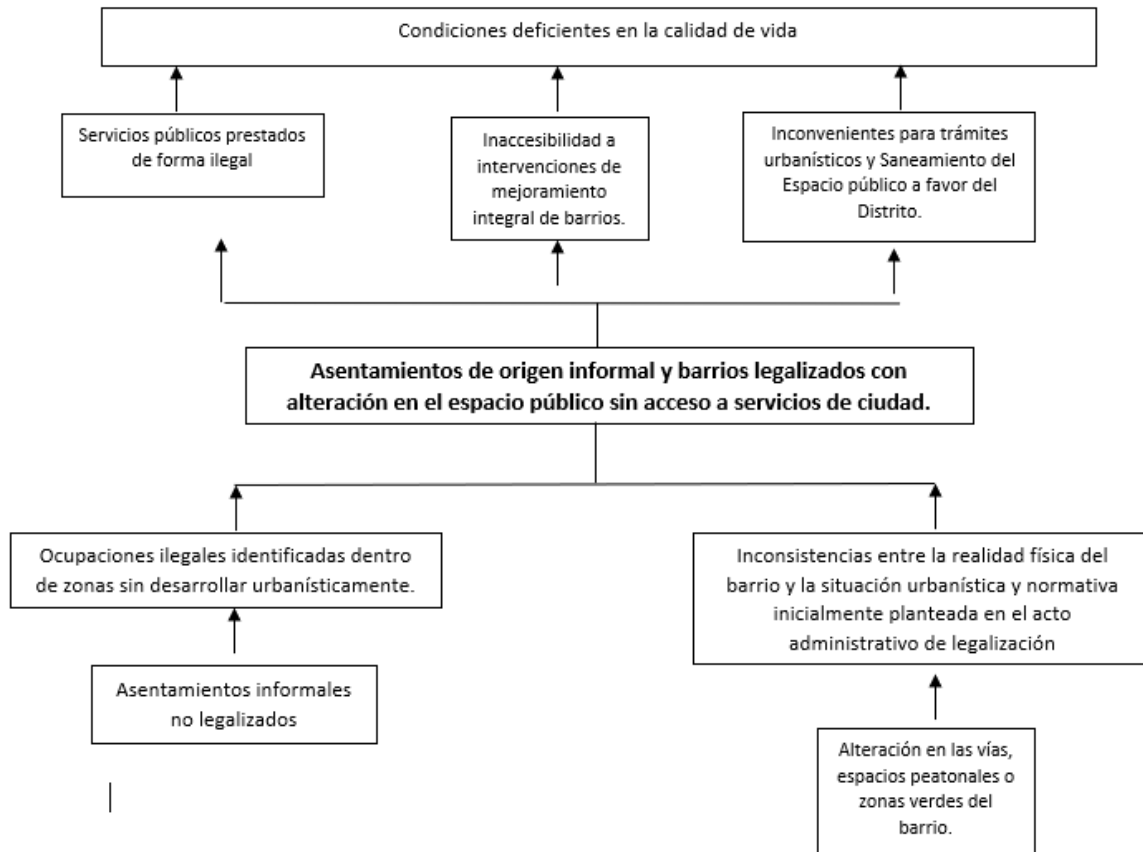 Condiciones deficientes en la calidad de vida
Servicios públicos prestados
de forma ilegal
Inaccesibilidad a
intervenciones de
mejoramiento
integral de barrios.
Inconvenientes para trámites
urbanísticos y Saneamiento del
Espacio público a favor del
Distrito.
Asentamientos de origen informal y barrios legalizados con
alteración en el espacio público sin acceso a servicios de ciudad.
Ocupaciones ilegales identificadas dentro
de zonas sin desarrollar urbanísticamente.
Inconsistencias entre la realidad física del
barrio y la situación urbanística y normativa
inicialmente planteada en el acto
administrativo de legalización
Asentamientos informales
no legalizados
Alteración en las vías,
espacios peatonales o
zonas verdes del
barrio.